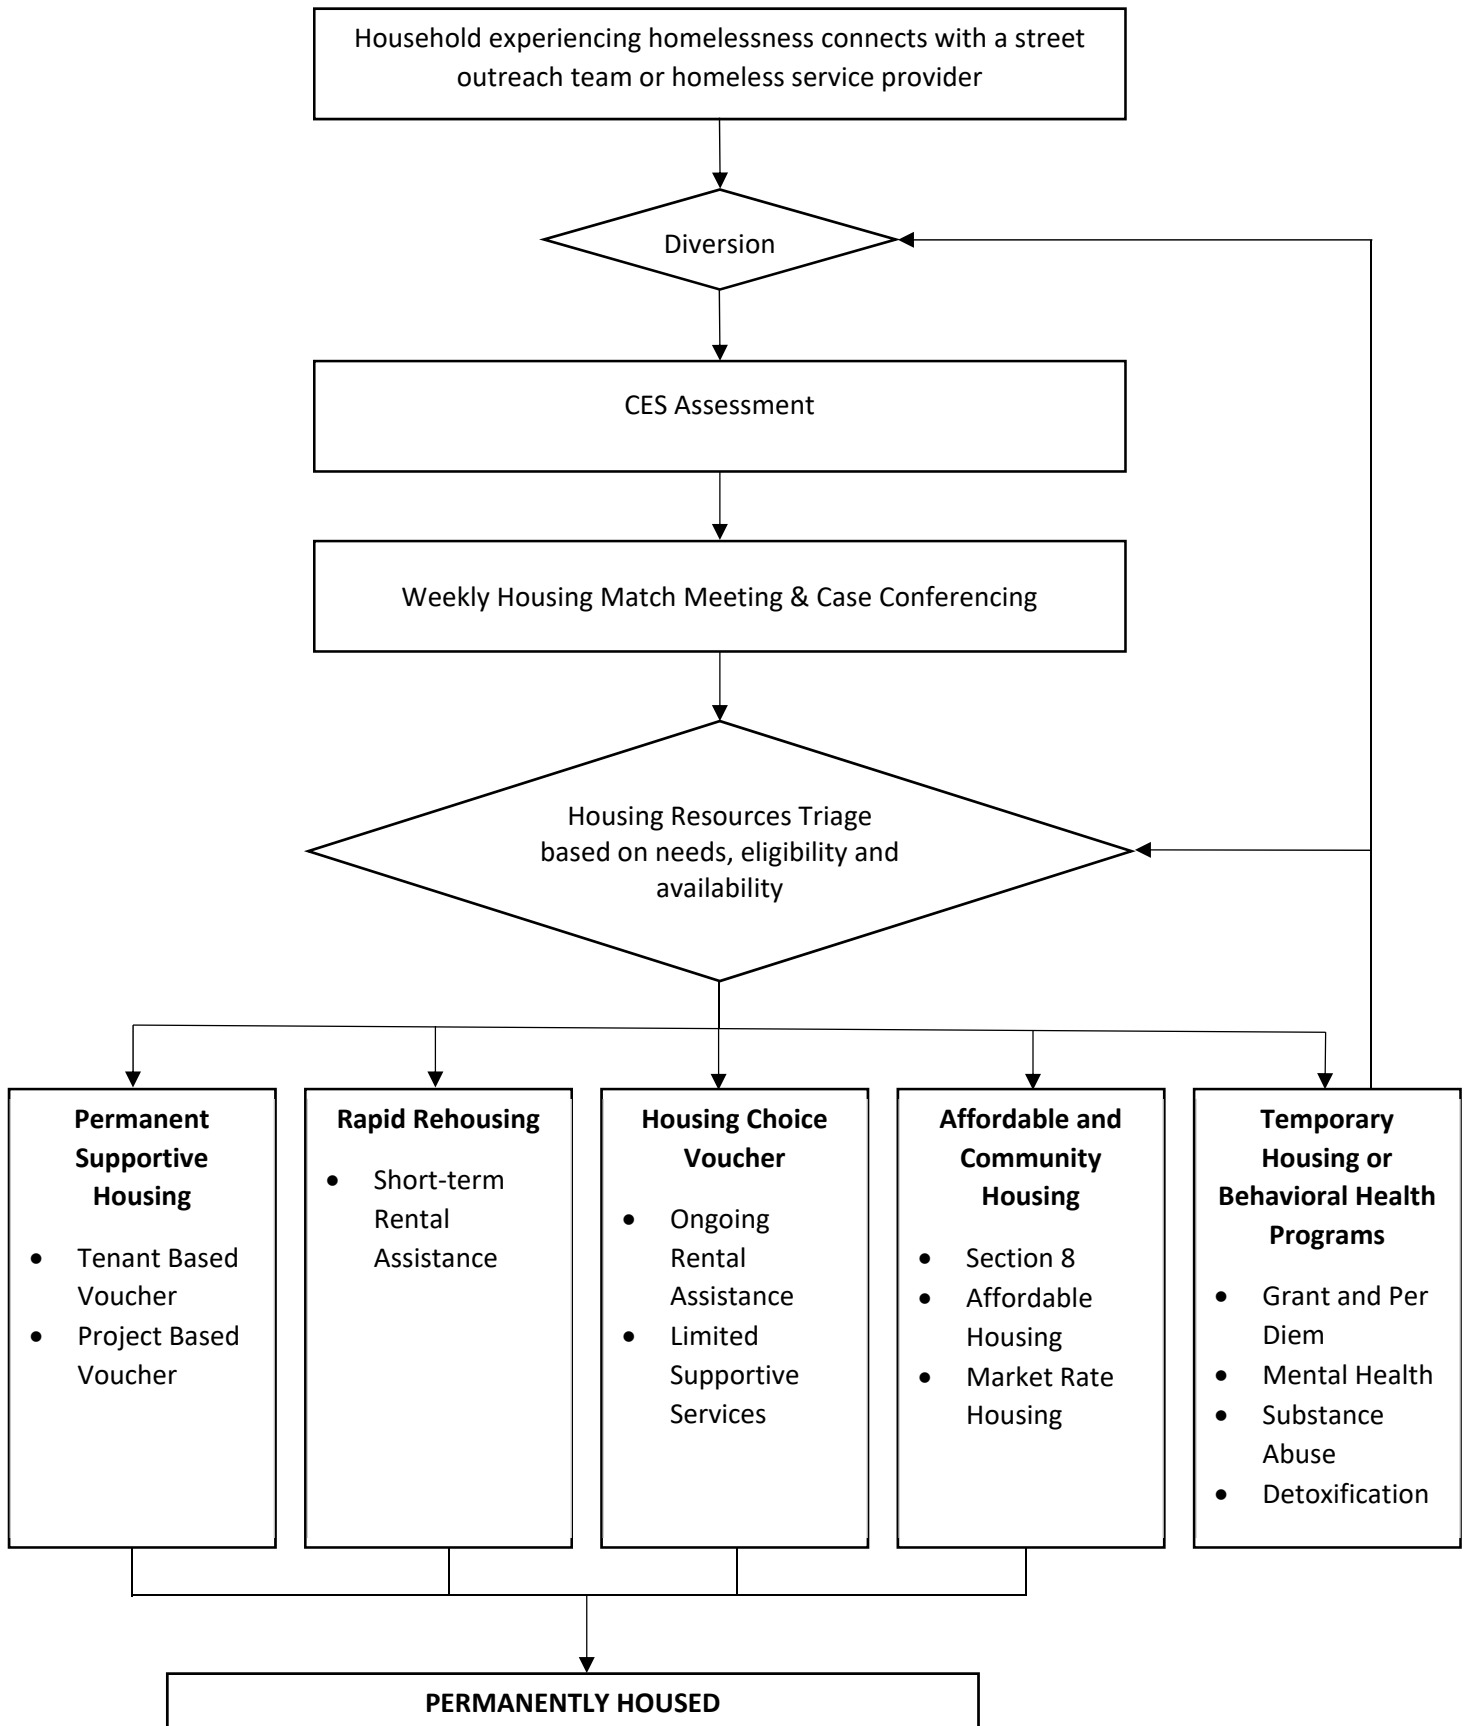 Household experiencing homelessness connects with a street
outreach team or homeless service provider
Diversion
CES Assessment
Weekly Housing Match Meeting & Case Conferencing
Housing Resources Triage
based on needs, eligibility and
availability
Permanent
Supportive
Housing
• Tenant Based
Voucher
• Project Based
Voucher
Rapid Rehousing
• Short-term
Rental
Assistance
Housing Choice
Voucher
• Ongoing
Rental
Assistance
• Limited
Supportive
Services
Affordable and
Community
Housing
• Section 8
• Affordable
Housing
• Market Rate
Housing
Temporary
Housing or
Behavioral Health
Programs
• Grant and Per
Diem
• Mental Health
• Substance
Abuse
• Detoxification
PERMANENTLY HOUSED